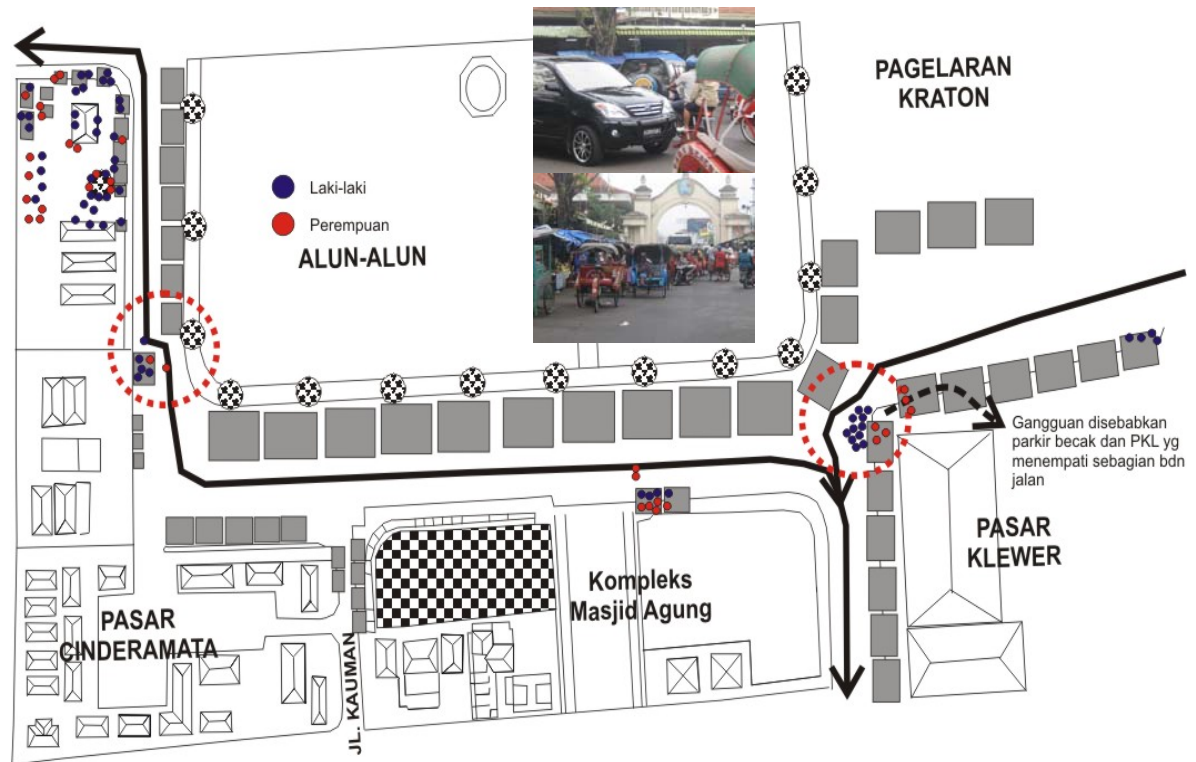 PAGELARAN
KRATON
Laki-laki
Perempuan
ALUN-ALUN
Gangguan disebabkan
parkir becak dan PKL yg
menempati sebagian bdn
jalan
PASAR
KLEWER
Kompleks
Masjid Agung
PASAR
CINDERAMATA
JL. KAUMAN